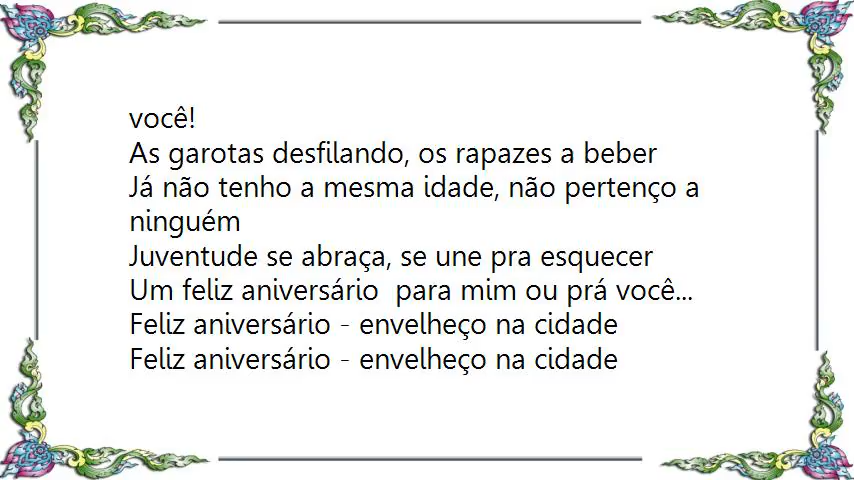 você!
As garotas desfilando, os rapazes a beber
Já não tenho a mesma idade, não pertenço a
ninguém
Juventude se abraça, se une pra esquecer
Um feliz aniversário  para mim ou prá você...
Feliz aniversário - envelheço na cidade
Feliz aniversário - envelheço na cidade